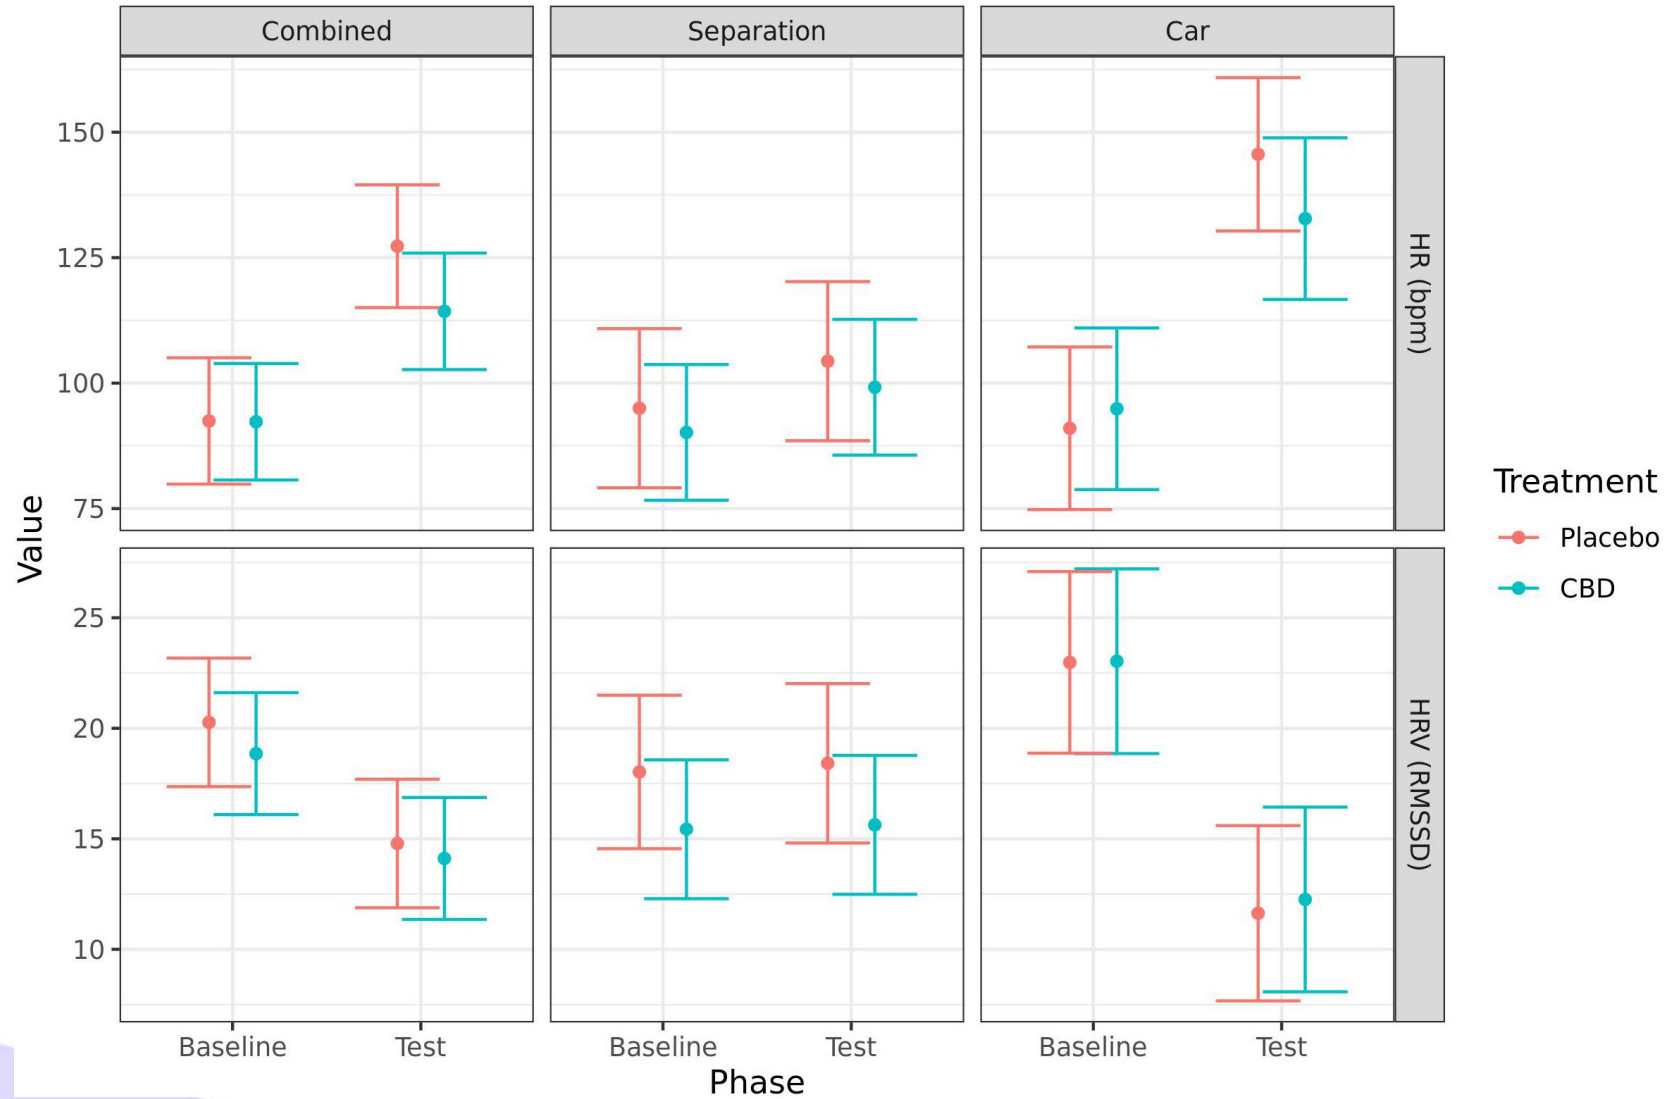 Combined Separation Car
150
125
100
75
HR (bpm)
Value
25
20
15
10
HRV (RMSSD)
Baseline Test Baseline Test Baseline Test
Phase
Treatment
Placebo
CBD